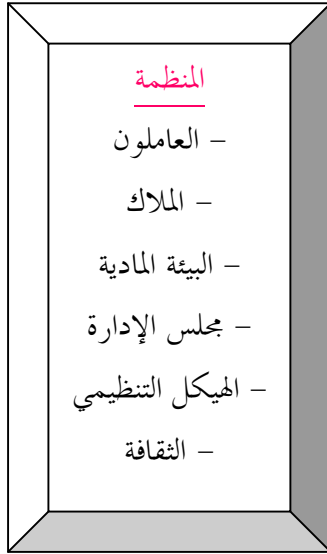 المنظمة
– العاملون
– الملاك
– البيئة المادية
– مجلس الإدارة
– الهيكل التنظيمي
– الثقافة